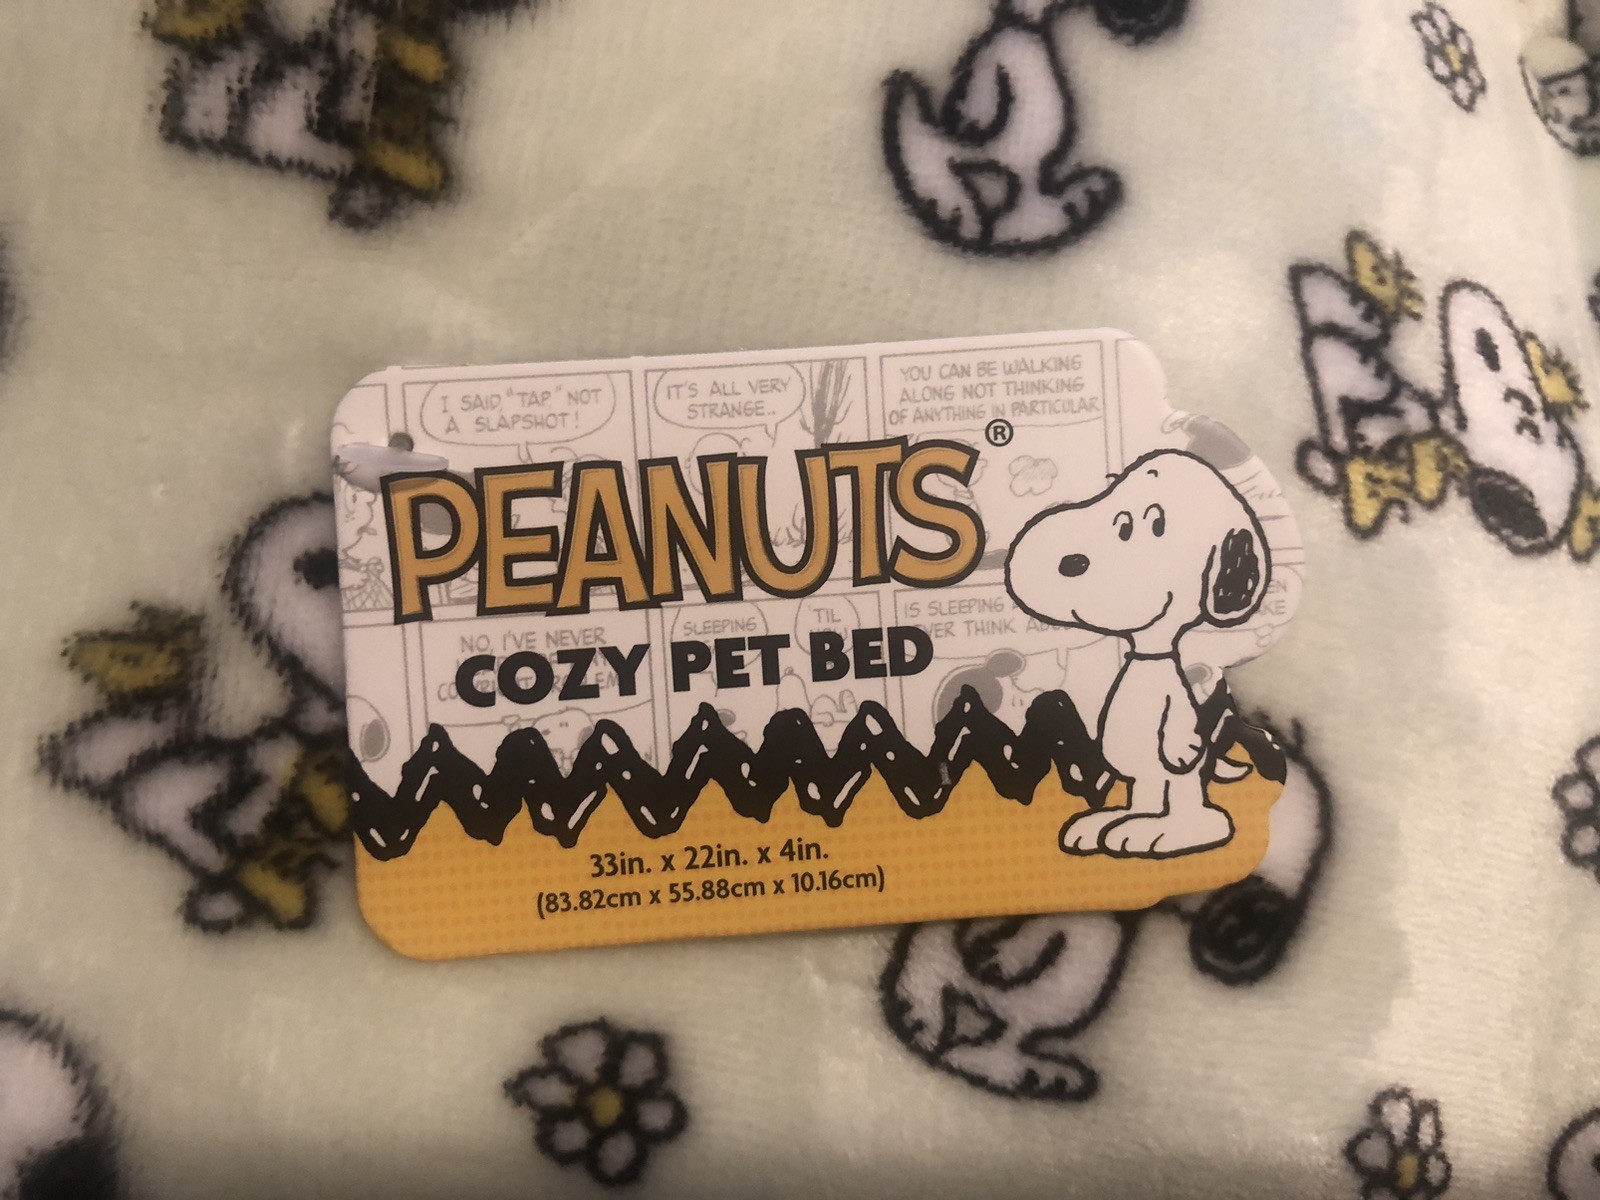 I SAID, "TAP" NOT
A SLAPSHOT!
IT'S ALL VERY
STRANGE..
YOU CAN BE WALKING
ALONG NOT THINKING
OF ANYTHING IN PARTICULAR
PEANUTS®
NO, I'VE NEVER
SLEEPING
'TIL
IS SLEEPING
COZY PET BED
33in. x 22in. x 4in.
(83.82cm x 55.88cm x 10.16cm)